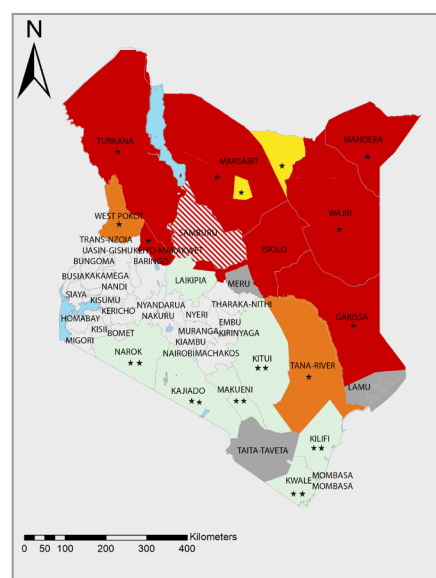 N
TURKANA
MANDERA
MARSABIT
WEST POKOT
WAJIR
SAMBURU
TRANS-NZOIA
UASIN-GISHU KEIYO-MARAKWET
BUNGOMA
BARINGO
ISIOLO
BUSIA KAKAMEGA
LAIKIPIA
MERU
NANDI
SIAYA
KISUMU
NYANDARUA
THARAKA-NITHI
KERICHO
NYERI
HOMABAY
NAKURU
EMBU
GARISSA
KISII
BOMET
MURANGA KIRINYAGA
MIGORI
KIAMBU
NAROK
NAIROBI MACHAKOS
KITUI
TANA-RIVER
LAMU
KAJIADO
MAKUENI
KILIFI
TAITA-TAVETA
KWALE
MOMBASA
MOMBASA
Kilometers
0 50 100 200 300 400